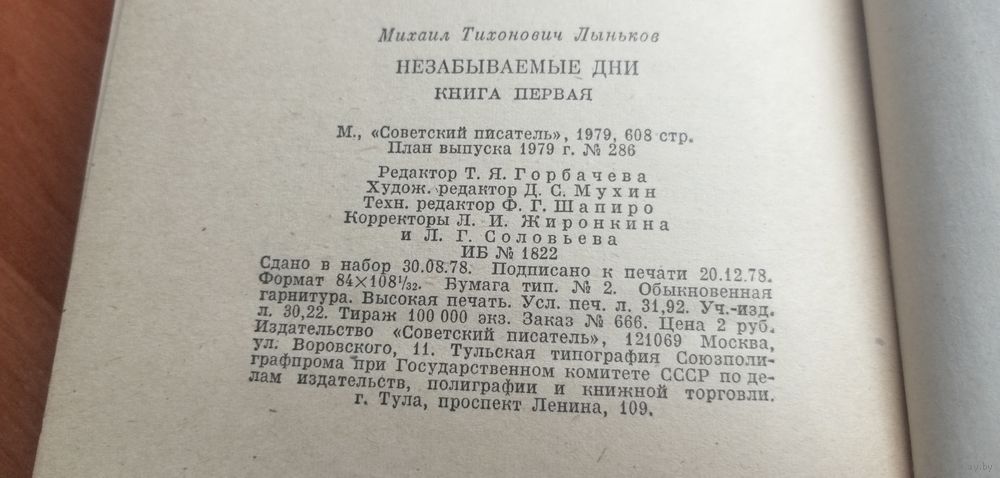 Михаил Тихонович Лыньков
НЕЗАБЫВАЕМЫЕ ДНИ
КНИГА ПЕРВАЯ
М., «Советский писатель», 1979, 608 стр.
План выпуска 1979 г. № 286
Редактор Т. Я. Горбачева
Худож. редактор Д. С. Мухин
Техн. редактор Ф. Г. Шапиро
Корректоры Л. И. Жиронкина
и Л. Г. Соловьева
ИБ № 1822
Сдано в набор 30.08.78. Подписано к печати 20.12.78.
Формат 84×108¹/₃₂. Бумага тип. № 2. Обыкновенная
гарнитура. Высокая печать. Усл. печ. л. 31,92. Уч.-изд.
л. 30,22. Тираж 100 000 экз. Заказ № 666. Цена 2 руб.
Издательство «Советский писатель», 121069 Москва,
ул. Воровского, 11. Тульская типография Союзполи-
графпрома при Государственном комитете СССР по де-
лам издательств, полиграфии и книжной торговли.
г. Тула, проспект Ленина, 109.
ay.by